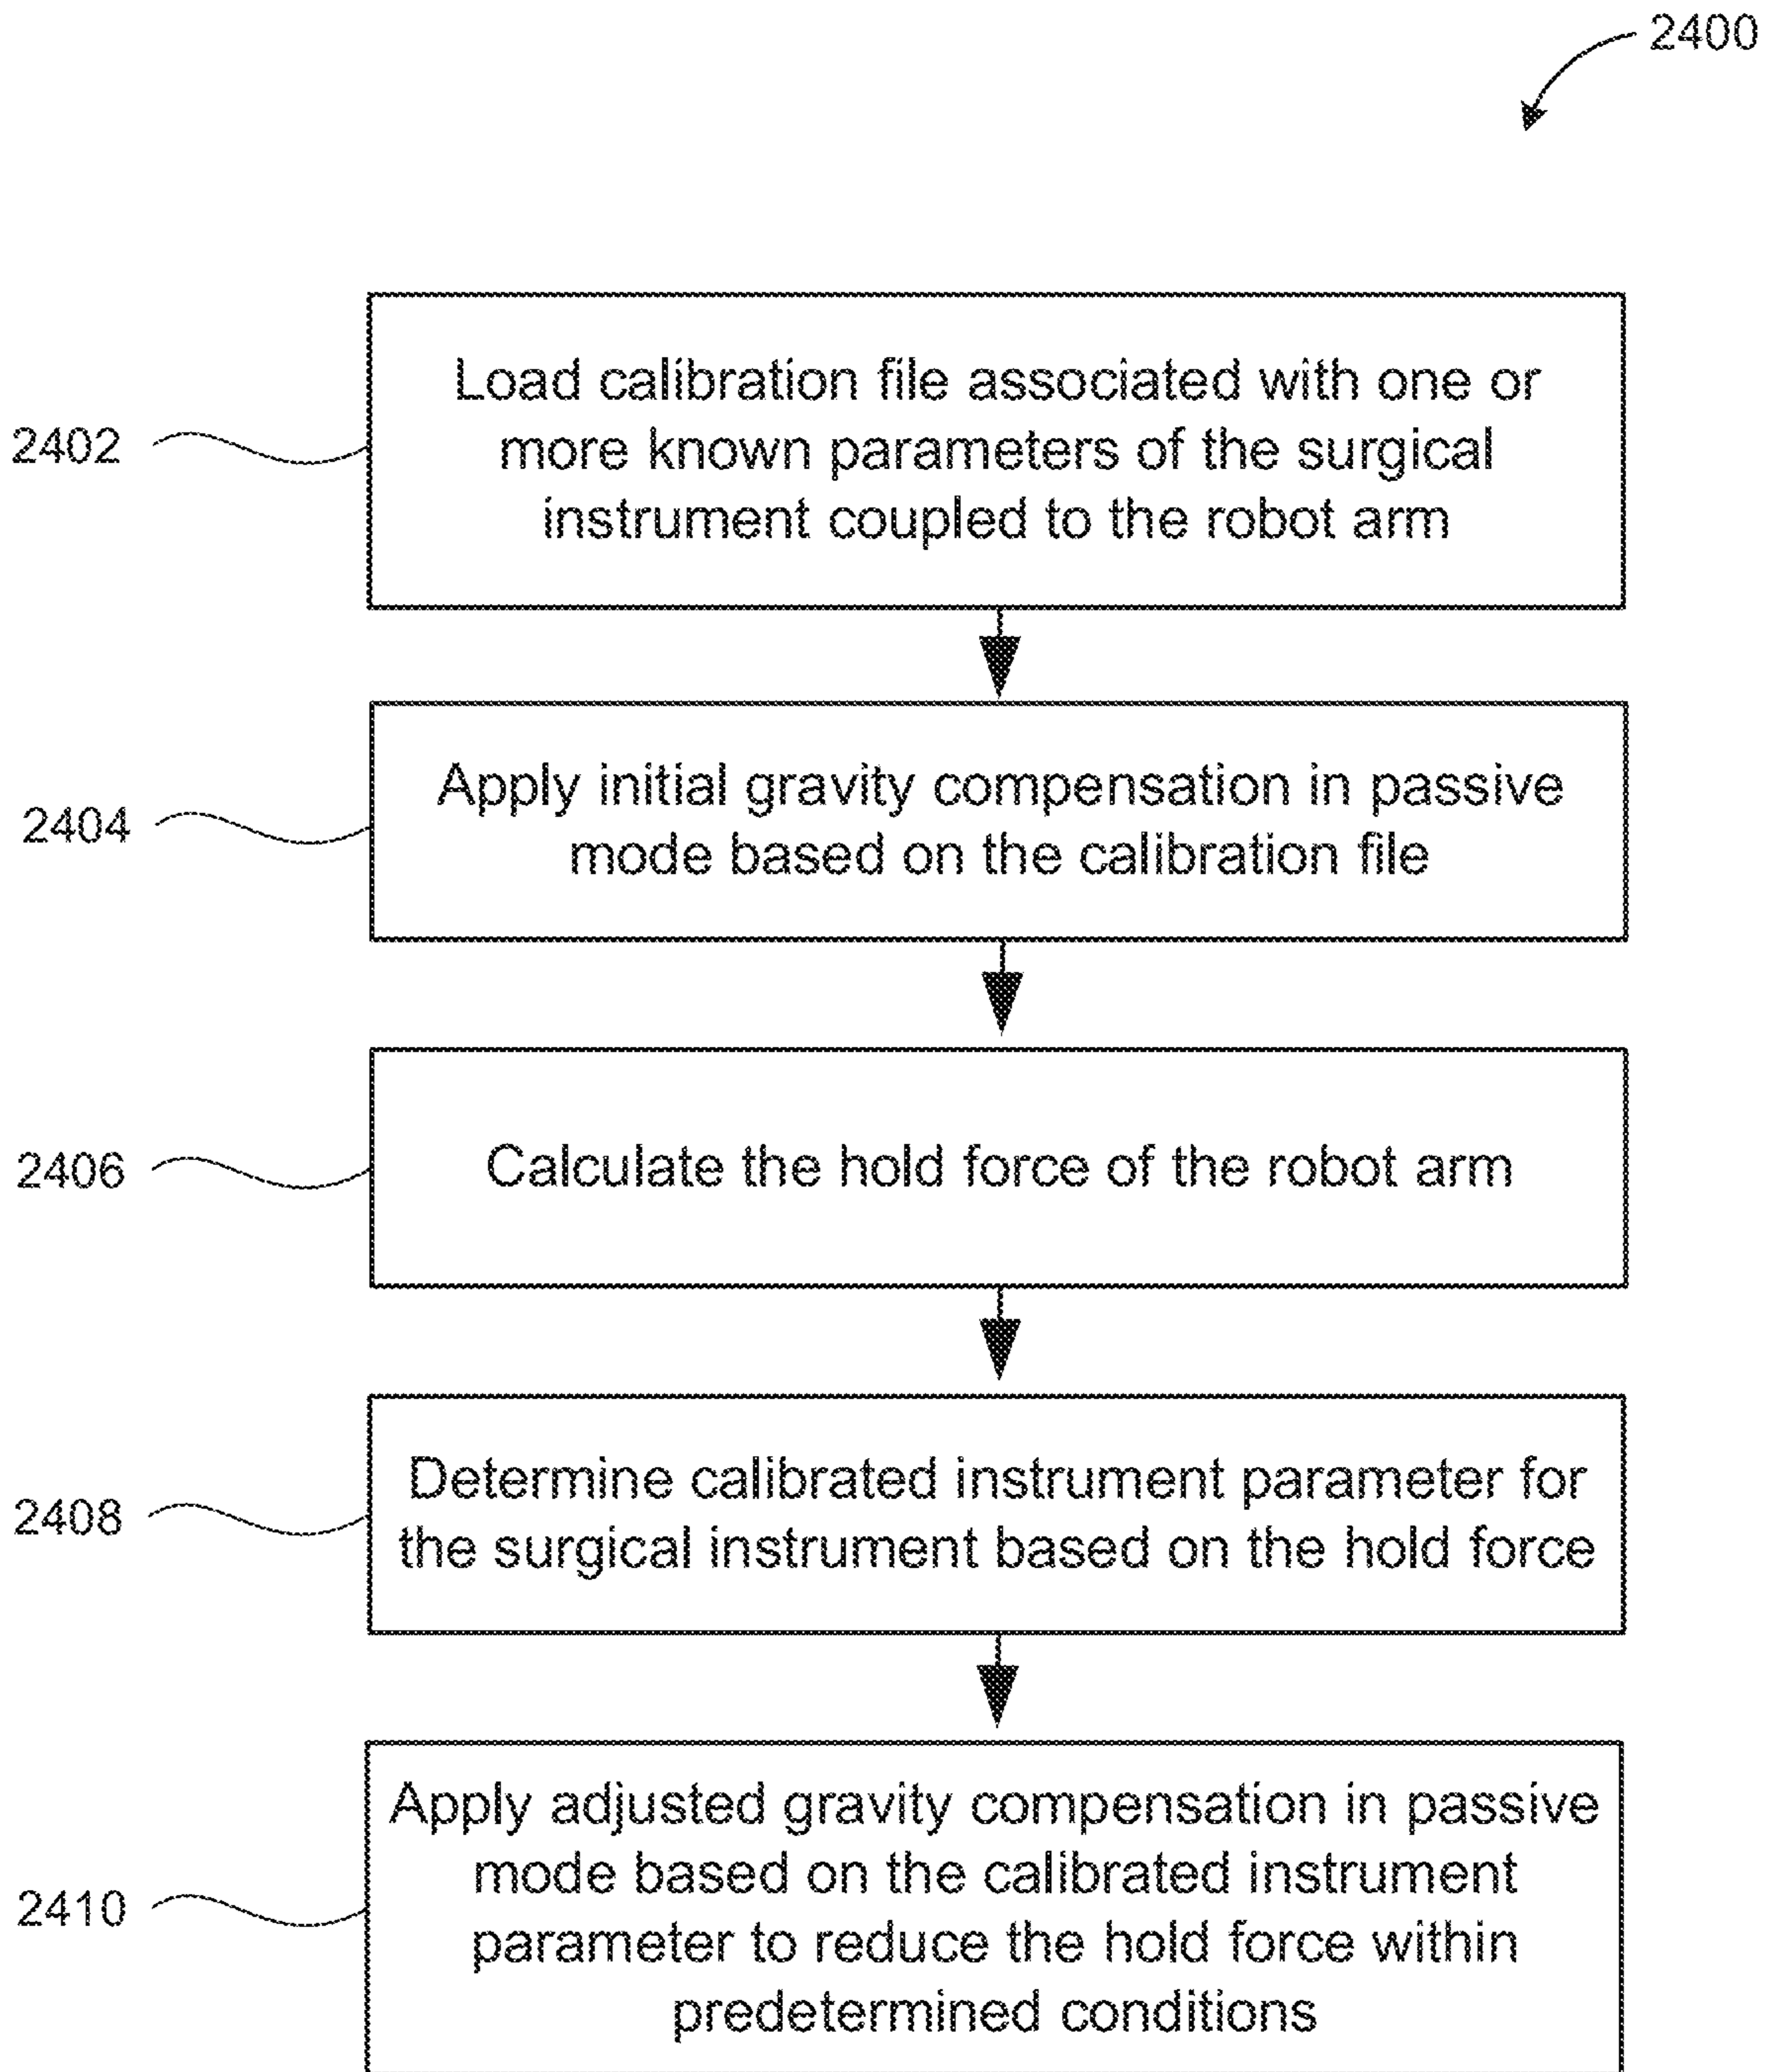 2400
Load calibration file associated with one or
more known parameters of the surgical
instrument coupled to the robot arm
2402
Apply initial gravity compensation in passive
mode based on the calibration file
2404
Calculate the hold force of the robot arm
2406
Determine calibrated instrument parameter for
the surgical instrument based on the hold force
2408
Apply adjusted gravity compensation in passive
mode based on the calibrated instrument
parameter to reduce the hold force within
predetermined conditions
2410